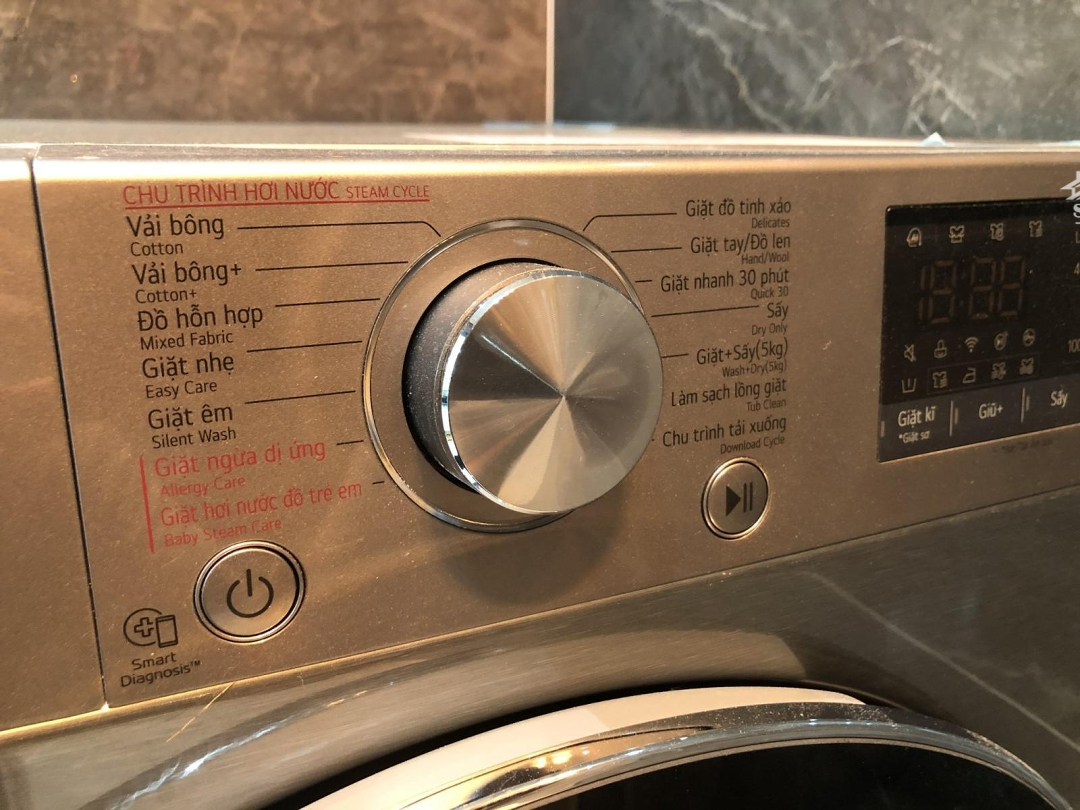 CHU TRÌNH HƠI NƯỚC STEAM CYCLE
Vải bông
Cotton
Vải bông+
Cotton+
Đồ hỗn hợp
Mixed Fabric
Giặt nhẹ
Easy Care
Giặt êm
Silent Wash
Giặt ngừa dị ứng
Allergy Care
Giặt hơi nước đồ trẻ em
Baby Steam Care
Smart
Diagnosis™
Giặt đồ tinh xảo
Delicates
Giặt tay/Đồ len
Hand/Wool
Giặt nhanh 30 phút
Quick 30
Sấy
Dry Only
Giặt+Sấy(5kg)
Wash+Dry(5kg)
Làm sạch lồng giặt
Tub Clean
Chu trình tải xuống
Download Cycle
Giặt kĩ
*Giặt sơ
Giũ+
Sấy